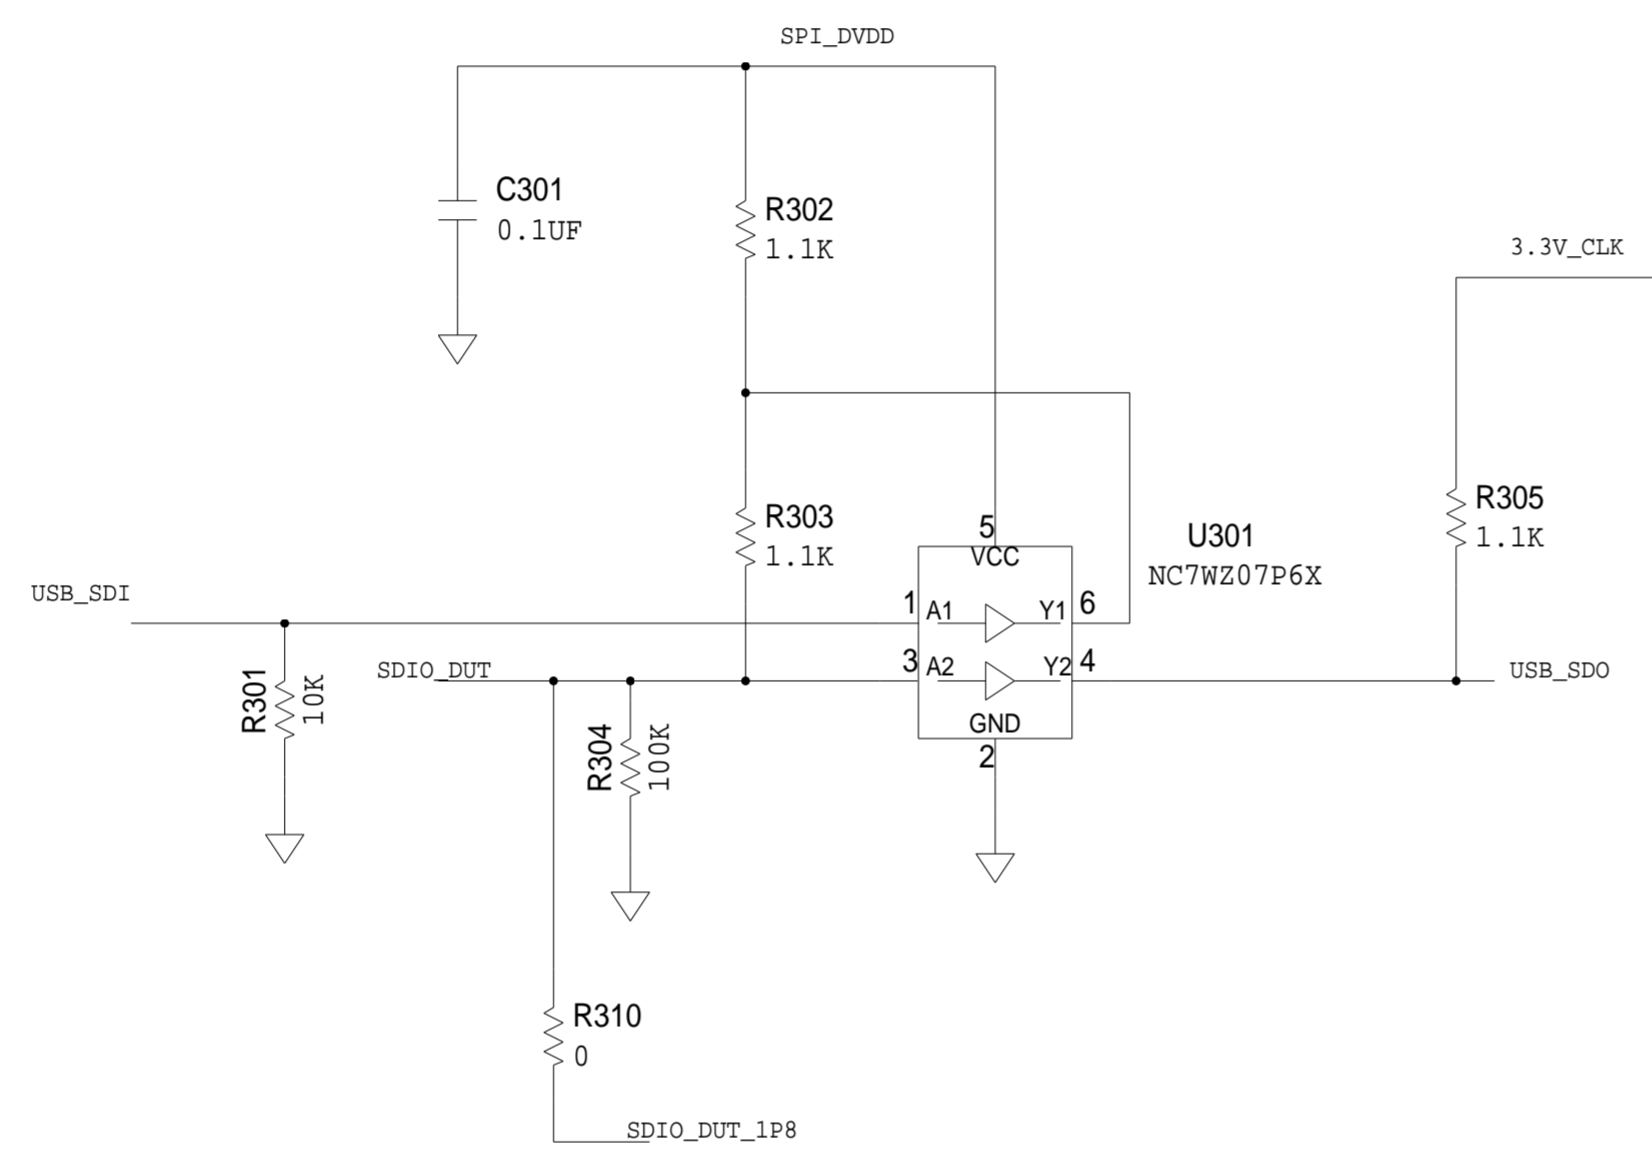 SPI_DVDD
C301
0.1UF
R302
1.1K
3.3V_CLK
R303
1.1K
5
VCC
U301
NC7WZ07P6X
R305
1.1K
USB_SDI
1
A1
Y1
6
R301
10K
SDIO_DUT
3
A2
Y2
4
USB_SDO
GND
2
R304
100K
R310
0
SDIO_DUT_1P8